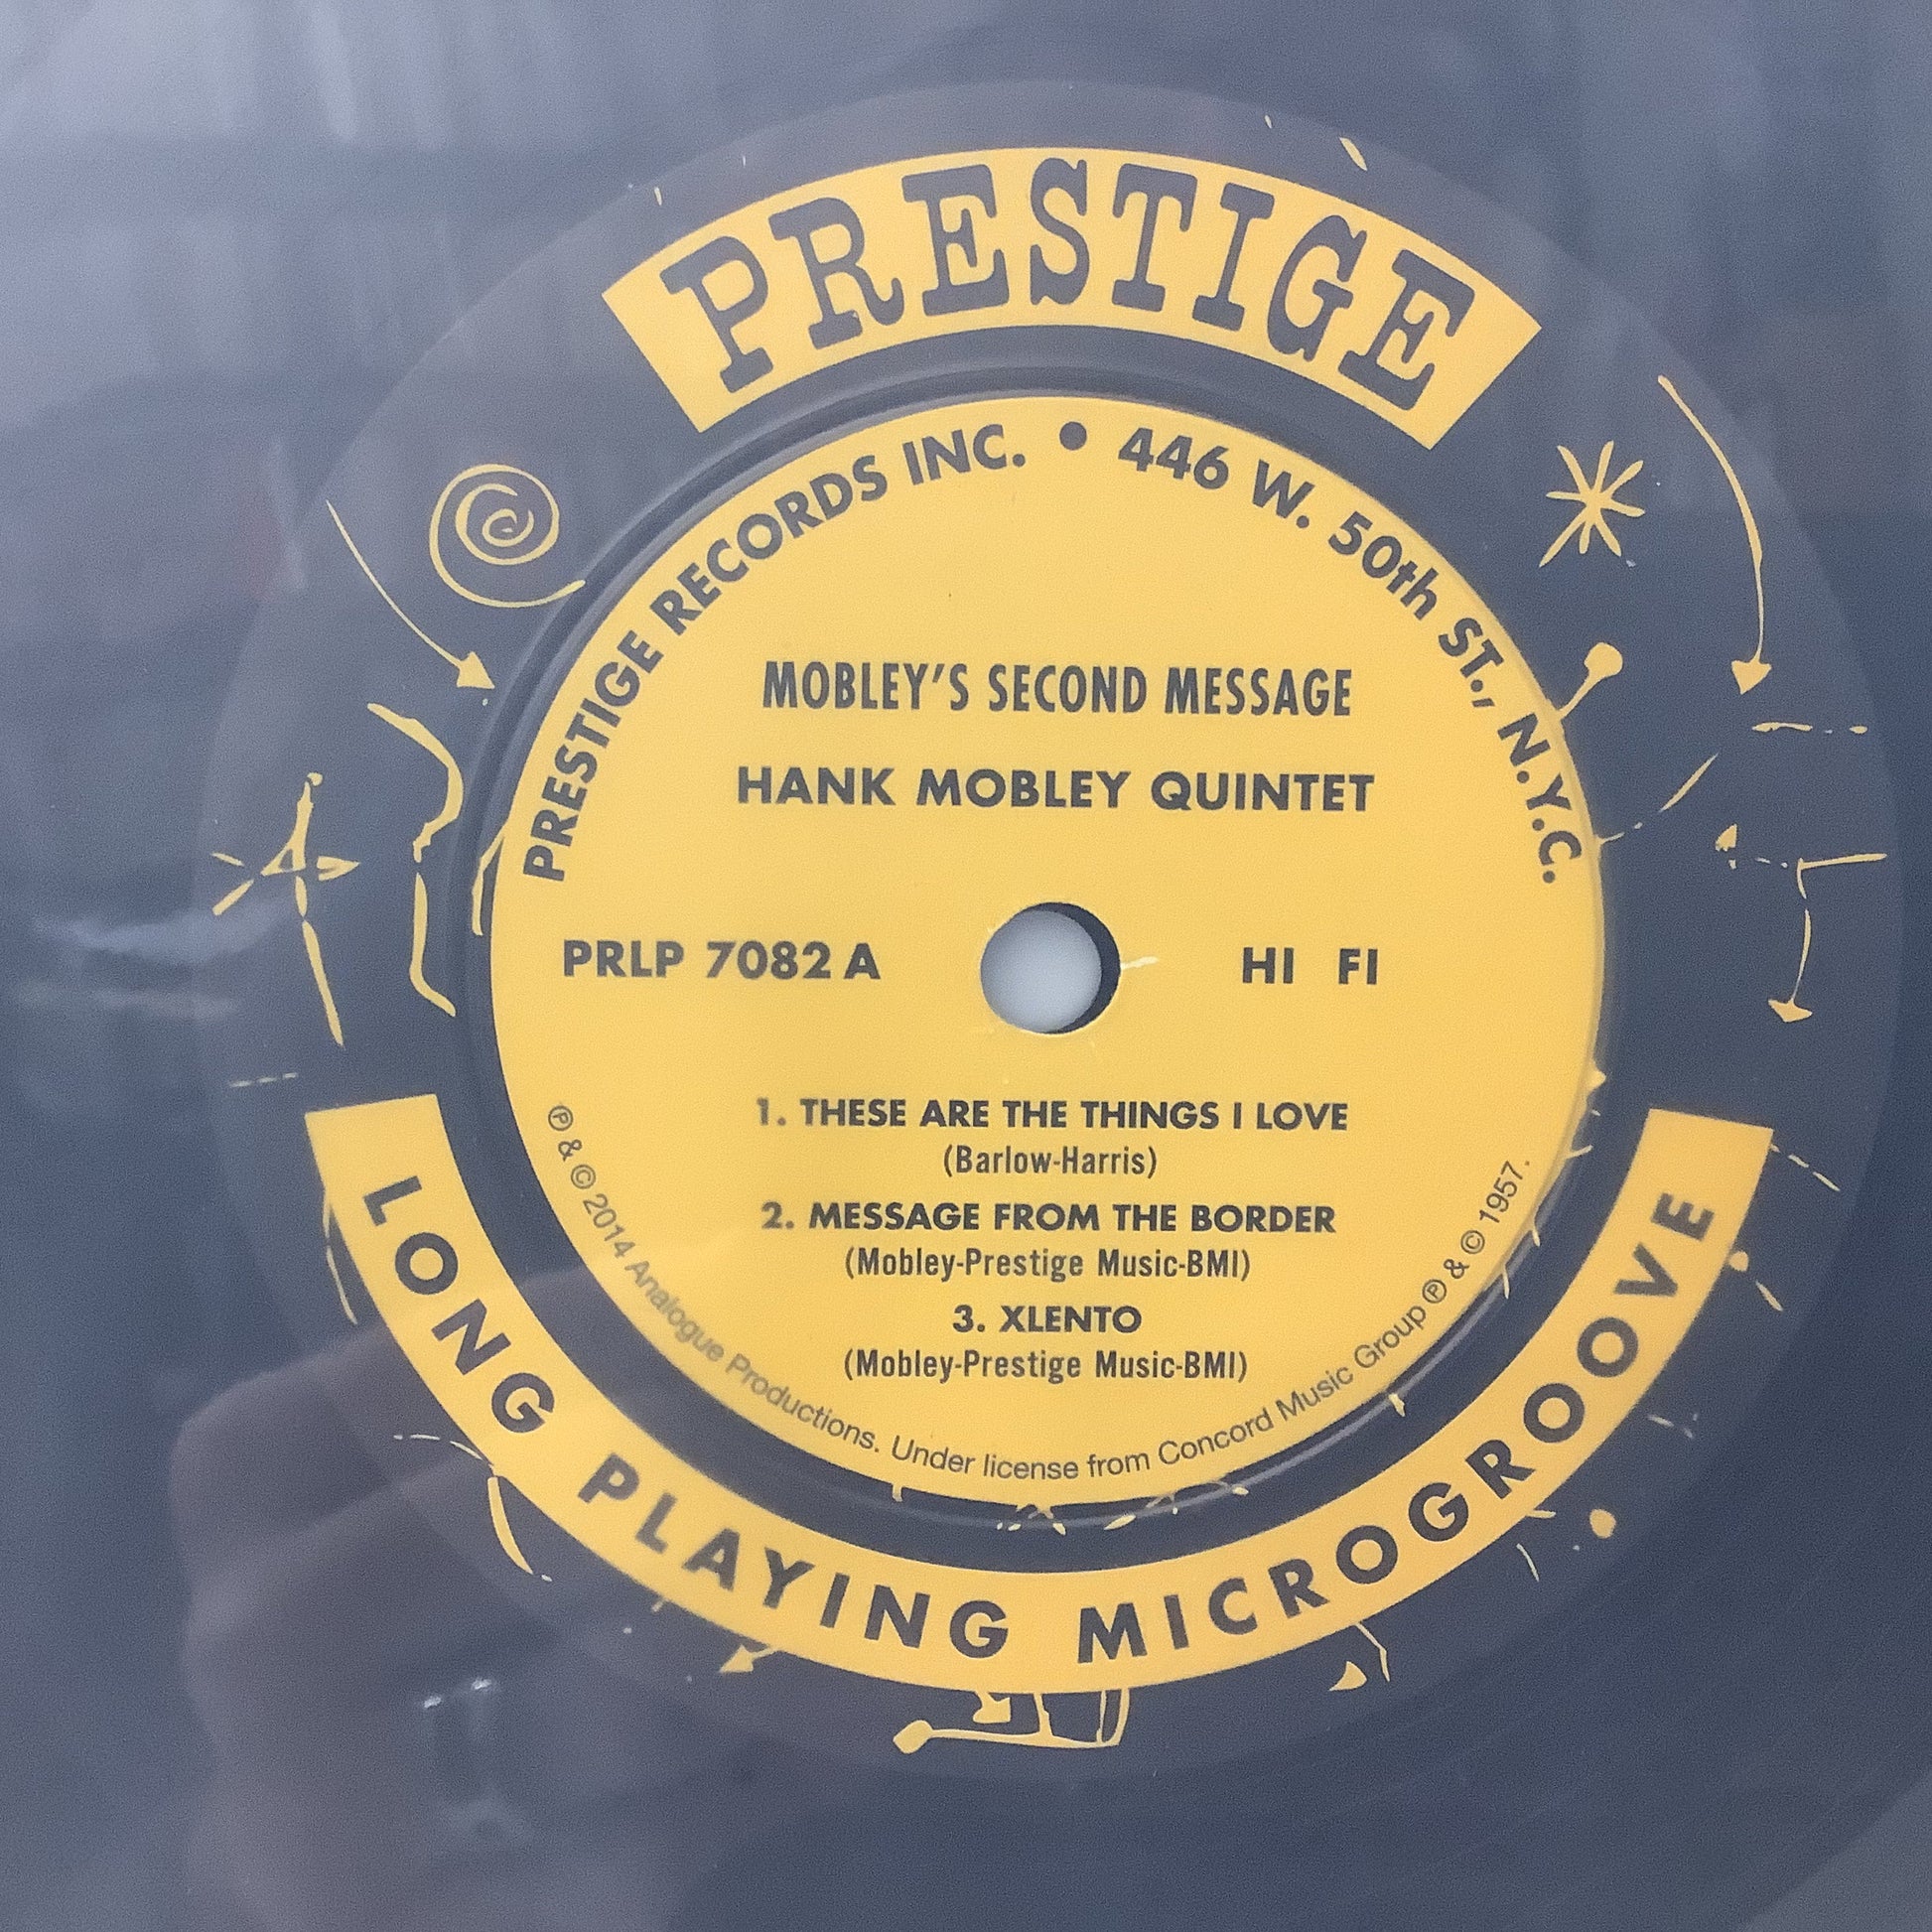 PRESTIGE
PRESTIGE RECORDS INC. • 446 W. 50th ST., N.Y.C.
MOBLEY'S SECOND MESSAGE
HANK MOBLEY QUINTET
PRLP 7082 A
HI FI
1. THESE ARE THE THINGS I LOVE
(Barlow-Harris)
2. MESSAGE FROM THE BORDER
(Mobley-Prestige Music-BMI)
3. XLENTO
(Mobley-Prestige Music-BMI)
℗ & © 2014 Analogue Productions. Under license from Concord Music Group ℗ & © 1957.
LONG PLAYING MICROGROOVE